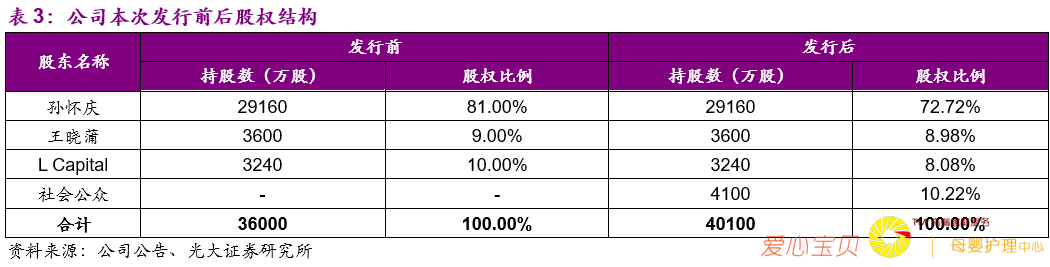 表 3：公司本次发行前后股权结构
股东名称 发行前 发行后
持股数（万股） 股权比例 持股数（万股） 股权比例
孙怀庆 29160 81.00% 29160 72.72%
王晓蒲 3600 9.00% 3600 8.98%
L Capital 3240 10.00% 3240 8.08%
社会公众 - - 4100 10.22%
合计 36000 100.00% 40100 100.00%
资料来源：公司公告、光大证券研究所
爱心宝贝 母婴护理中心